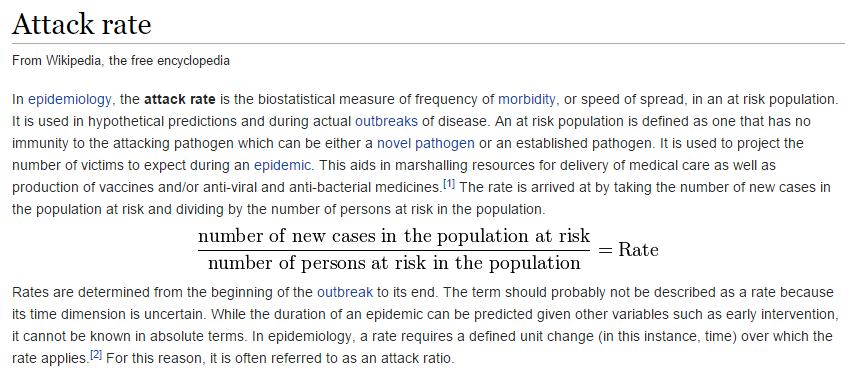 Attack rate
From Wikipedia, the free encyclopedia
In epidemiology, the attack rate is the biostatistical measure of frequency of morbidity, or speed of spread, in an at risk population.
It is used in hypothetical predictions and during actual outbreaks of disease. An at risk population is defined as one that has no
immunity to the attacking pathogen which can be either a novel pathogen or an established pathogen. It is used to project the
number of victims to expect during an epidemic. This aids in marshalling resources for delivery of medical care as well as
production of vaccines and/or anti-viral and anti-bacterial medicines.[1] The rate is arrived at by taking the number of new cases in
the population at risk and dividing by the number of persons at risk in the population.
number of new cases in the population at risk
number of persons at risk in the population
= Rate
Rates are determined from the beginning of the outbreak to its end. The term should probably not be described as a rate because
its time dimension is uncertain. While the duration of an epidemic can be predicted given other variables such as early intervention,
it cannot be known in absolute terms. In epidemiology, a rate requires a defined unit change (in this instance, time) over which the
rate applies.[2] For this reason, it is often referred to as an attack ratio.